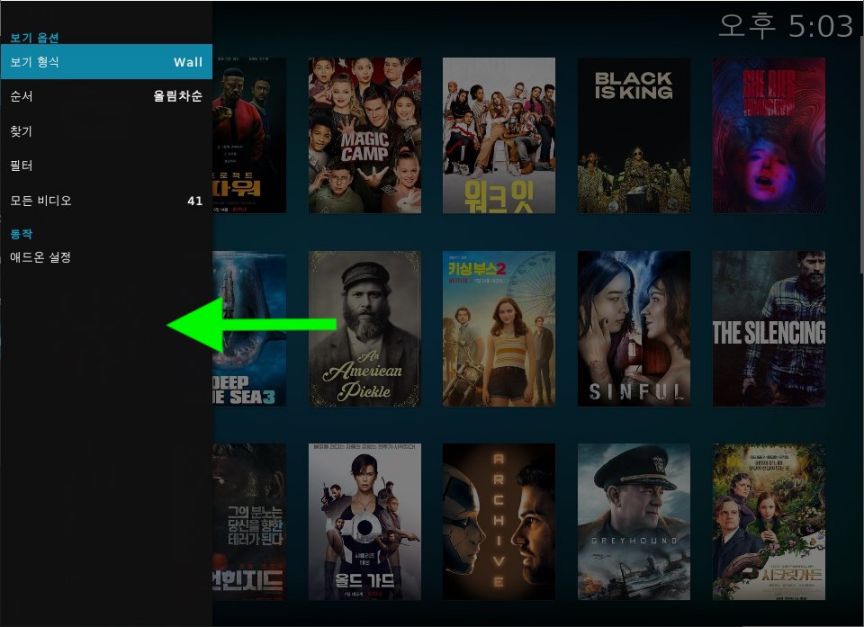 오후 5:03
보기 옵션
보기 형식 Wall
순서 올림차순
찾기
필터
모든 비디오 41
동작
애드온 설정
로젝트
파워
MAGIC
CAMP
워크 잇
BLACK
IS KING
SHE DIES
TOMORROW
DEEP
SEA3
An
American
Pickle
키싱 부스2
SINFUL
THE SILENCING
그의 분노는
당신을 향한
테러가 된다
언힌지드
올드 가드
ARCHIVE
GREYHOUND
시크릿 가든